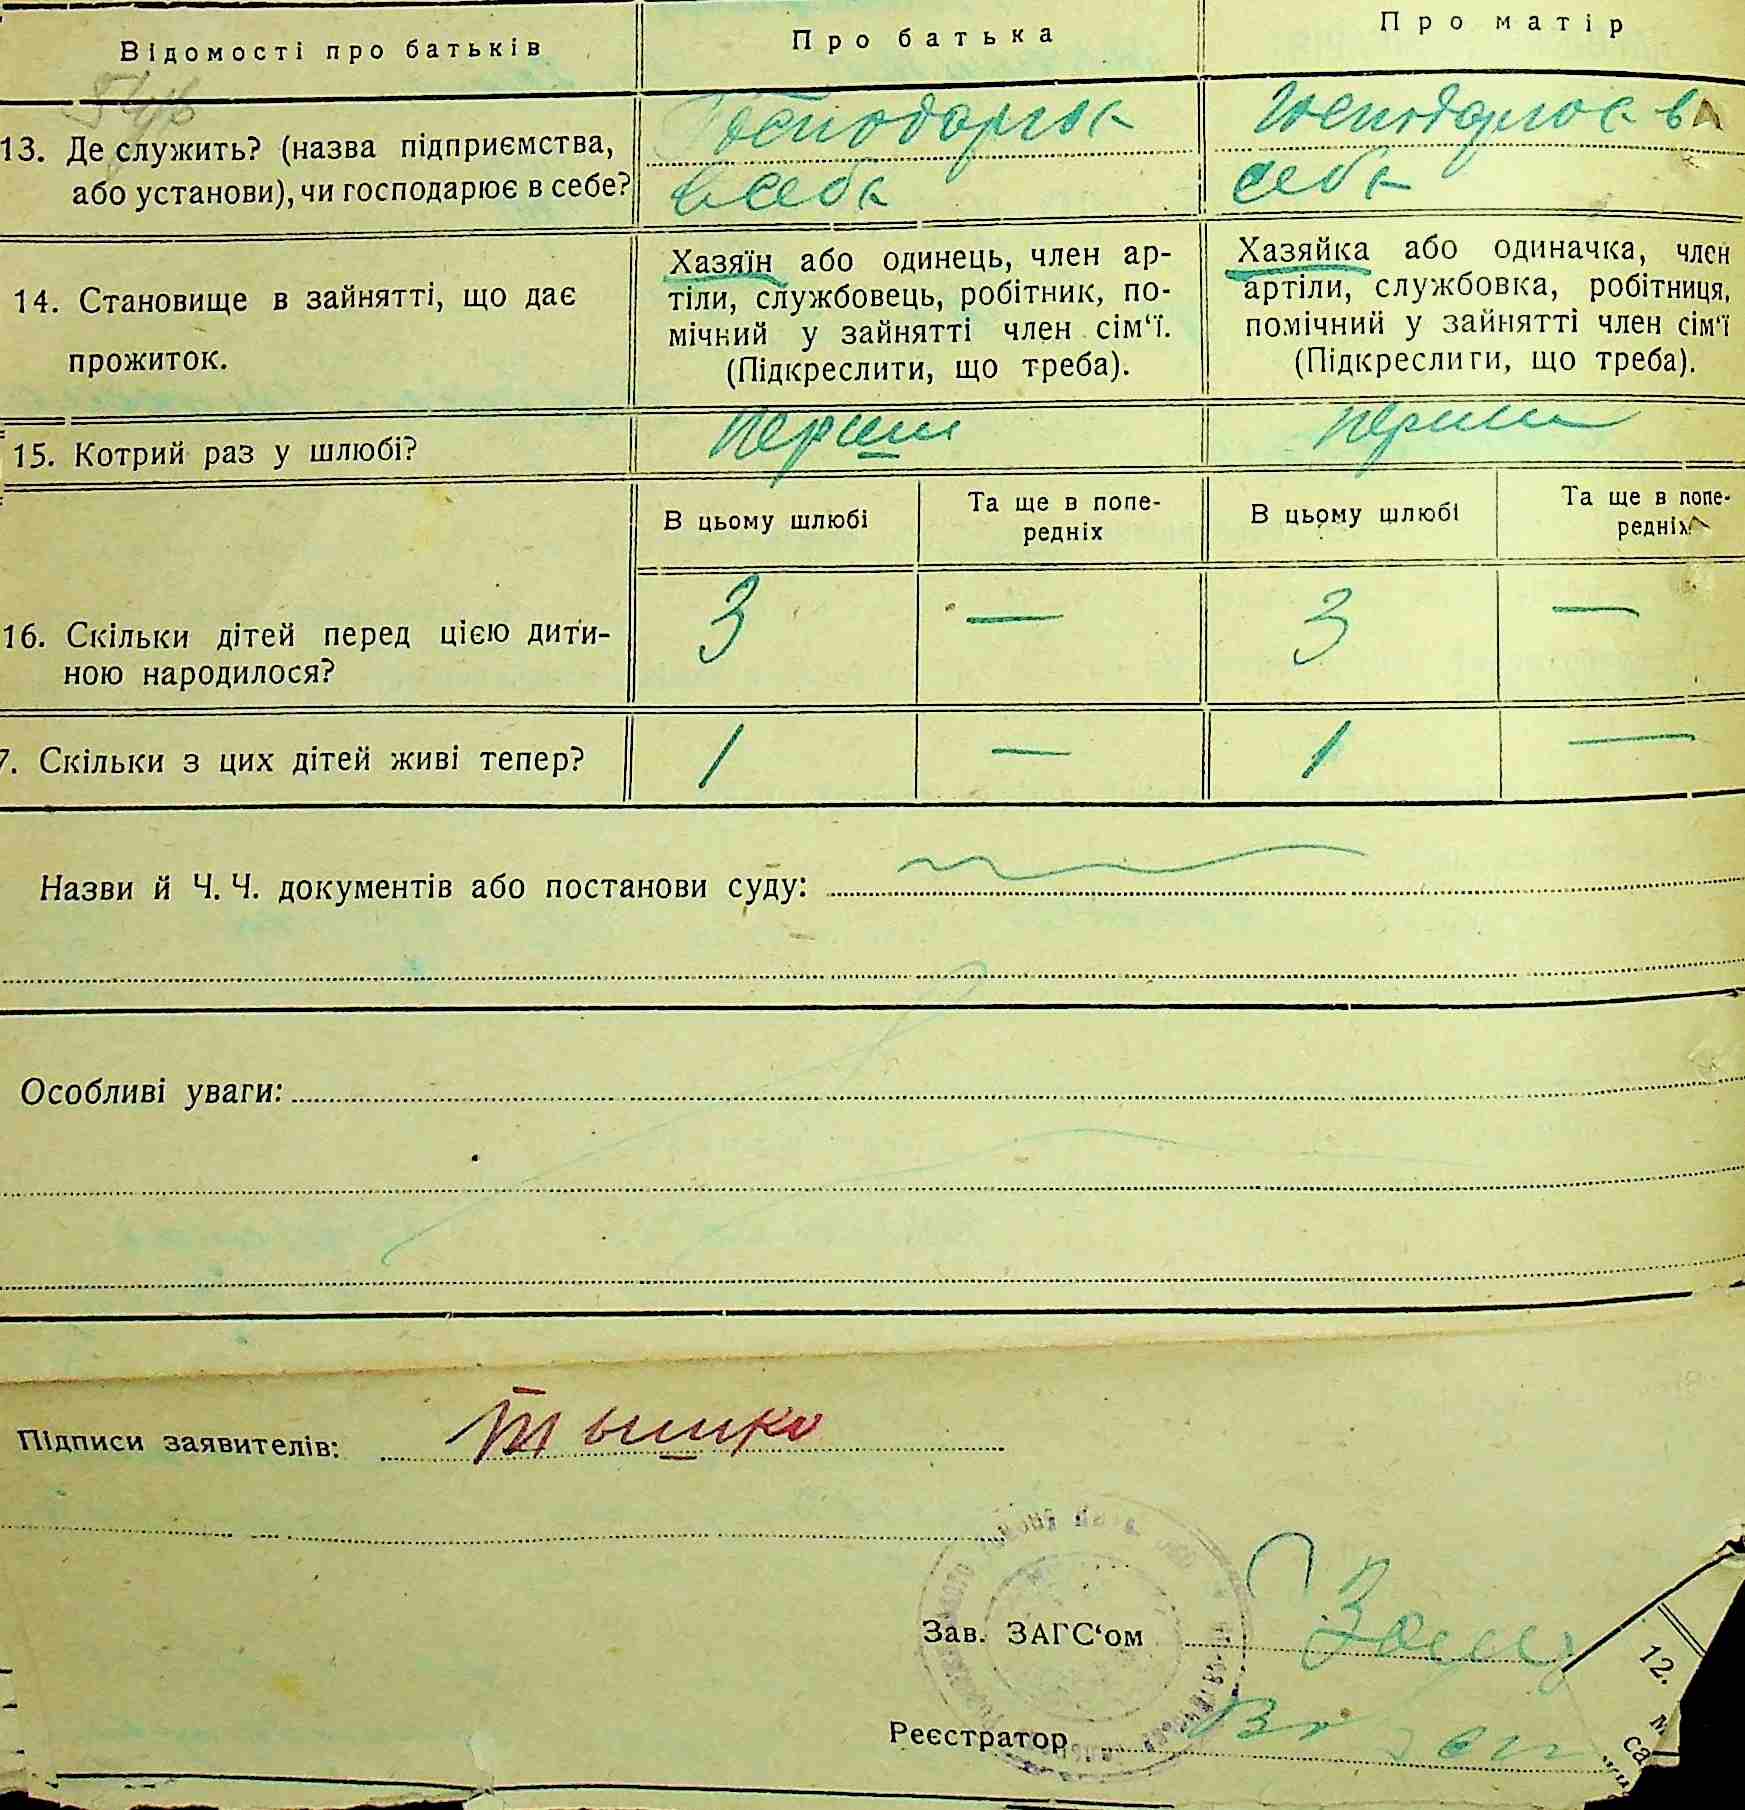 Відомості про батьків
Про батька
Про матір
13. Де служить? (назва підприємства,
або установи), чи господарює в себе?
Господарює
в себе
господарює в
себе
14. Становище в зайнятті, що дає
прожиток.
Хазяїн або одинець, член ар-
тіли, службовець, робітник, по-
мічний у зайнятті член сім‘ї.
(Підкреслити, що треба).
Хазяйка або одиначка, член
артіли, службовка, робітниця,
помічний у зайнятті член сім‘ї
(Підкреслити, що треба).
15. Котрий раз у шлюбі?
перший
перший
В цьому шлюбі
Та ще в попе-
редніх
В цьому шлюбі
Та ще в попе-
редніх
16. Скільки дітей перед цією дити-
ною народилося?
3
—
3
—
7. Скільки з цих дітей живі тепер?
1
—
1
—
Назви й Ч. Ч. документів або постанови суду:
Особливі уваги:
Підписи заявителів:
Тышко
Зав. ЗАГС‘ом
Реєстратор
12.